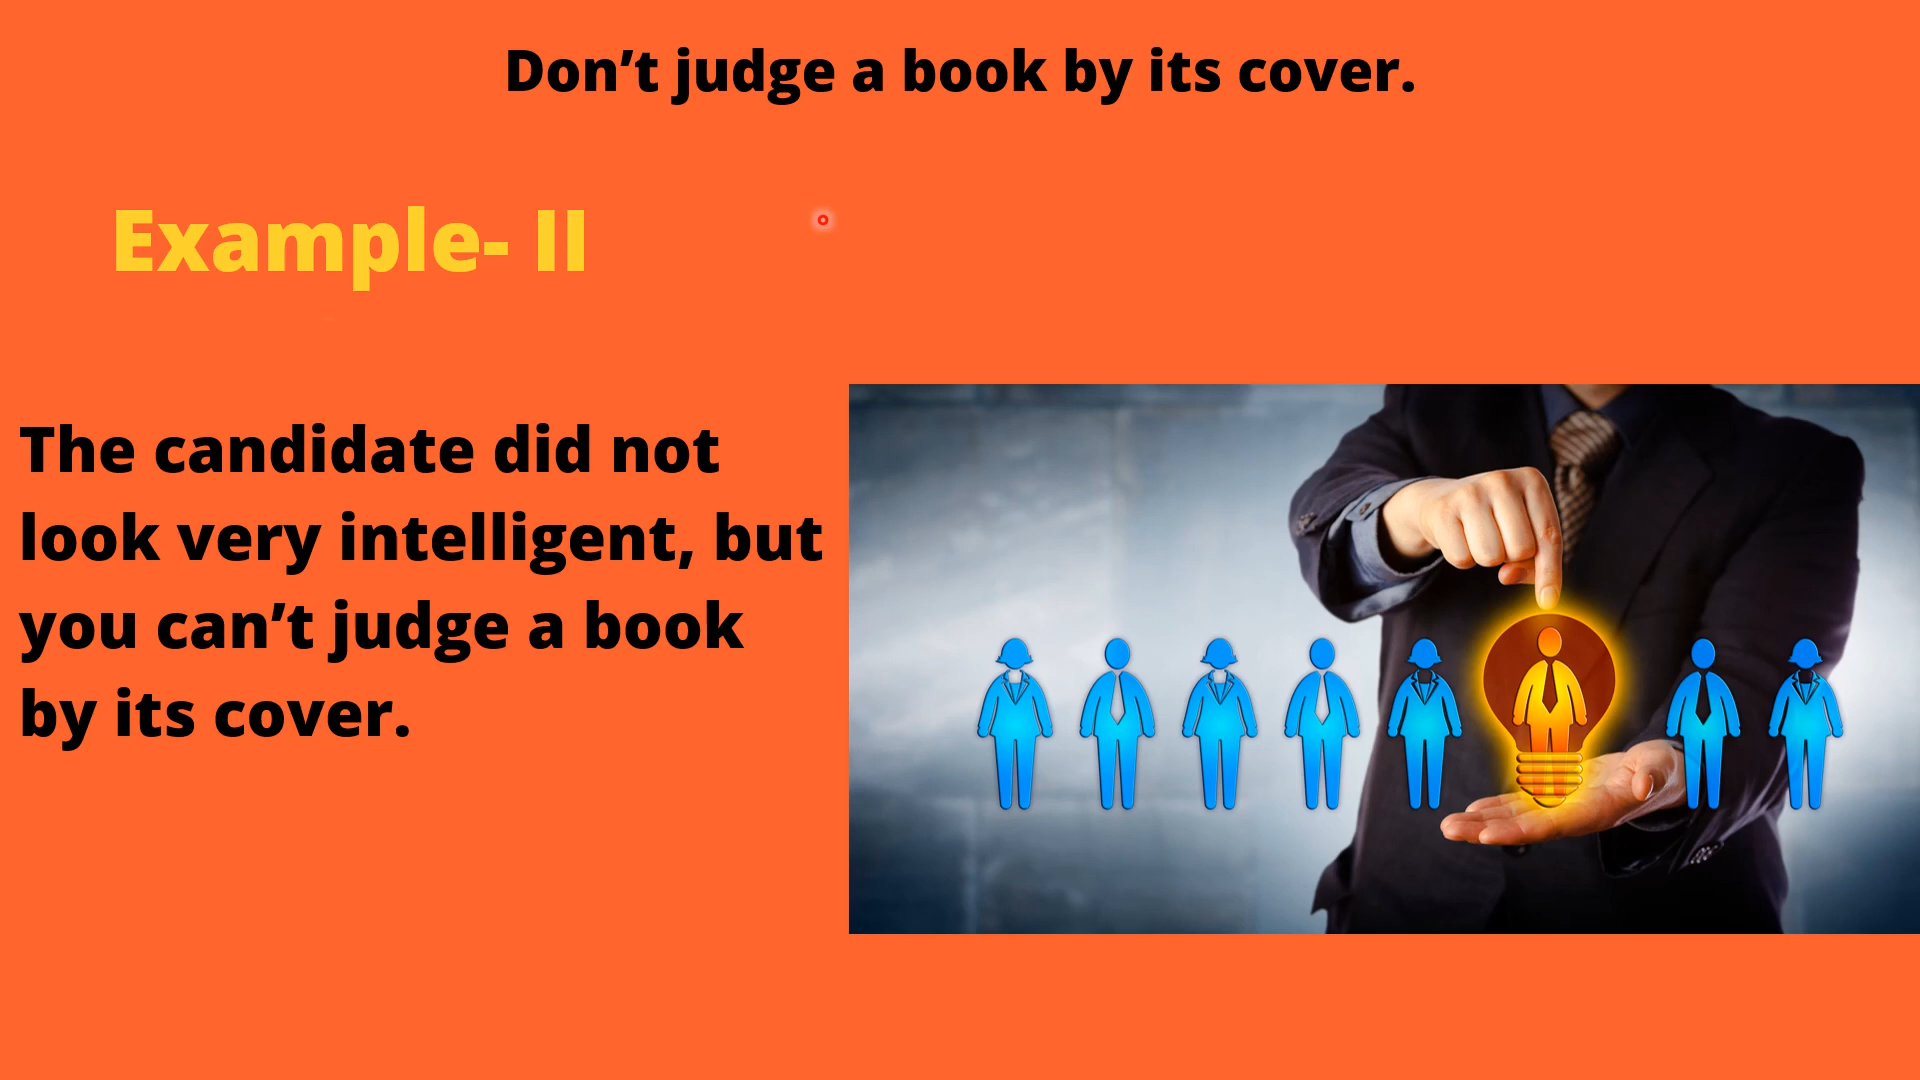 Don’t judge a book by its cover.
Example- II
The candidate did not
look very intelligent, but
you can’t judge a book
by its cover.